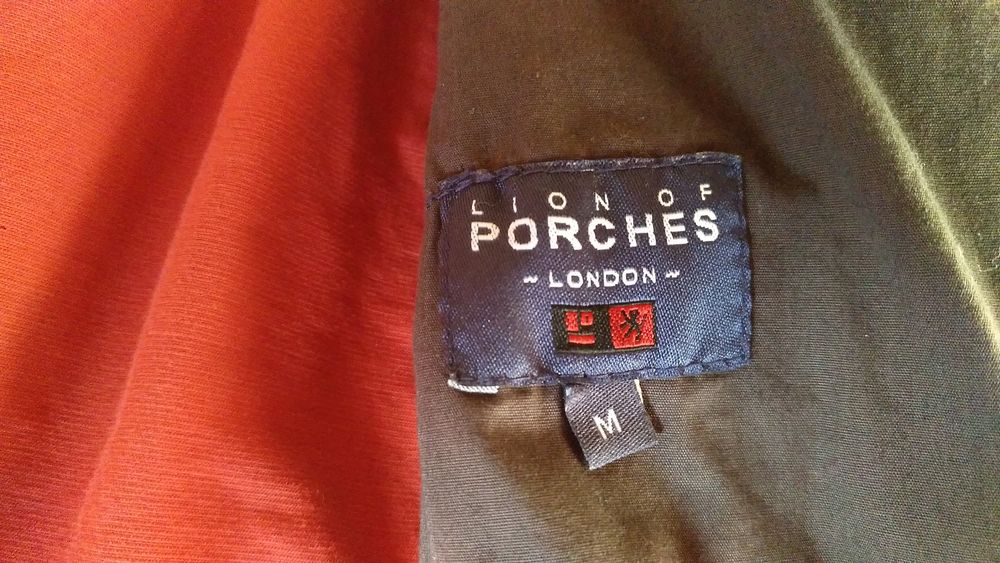 LION OF
PORCHES
~ LONDON ~
M